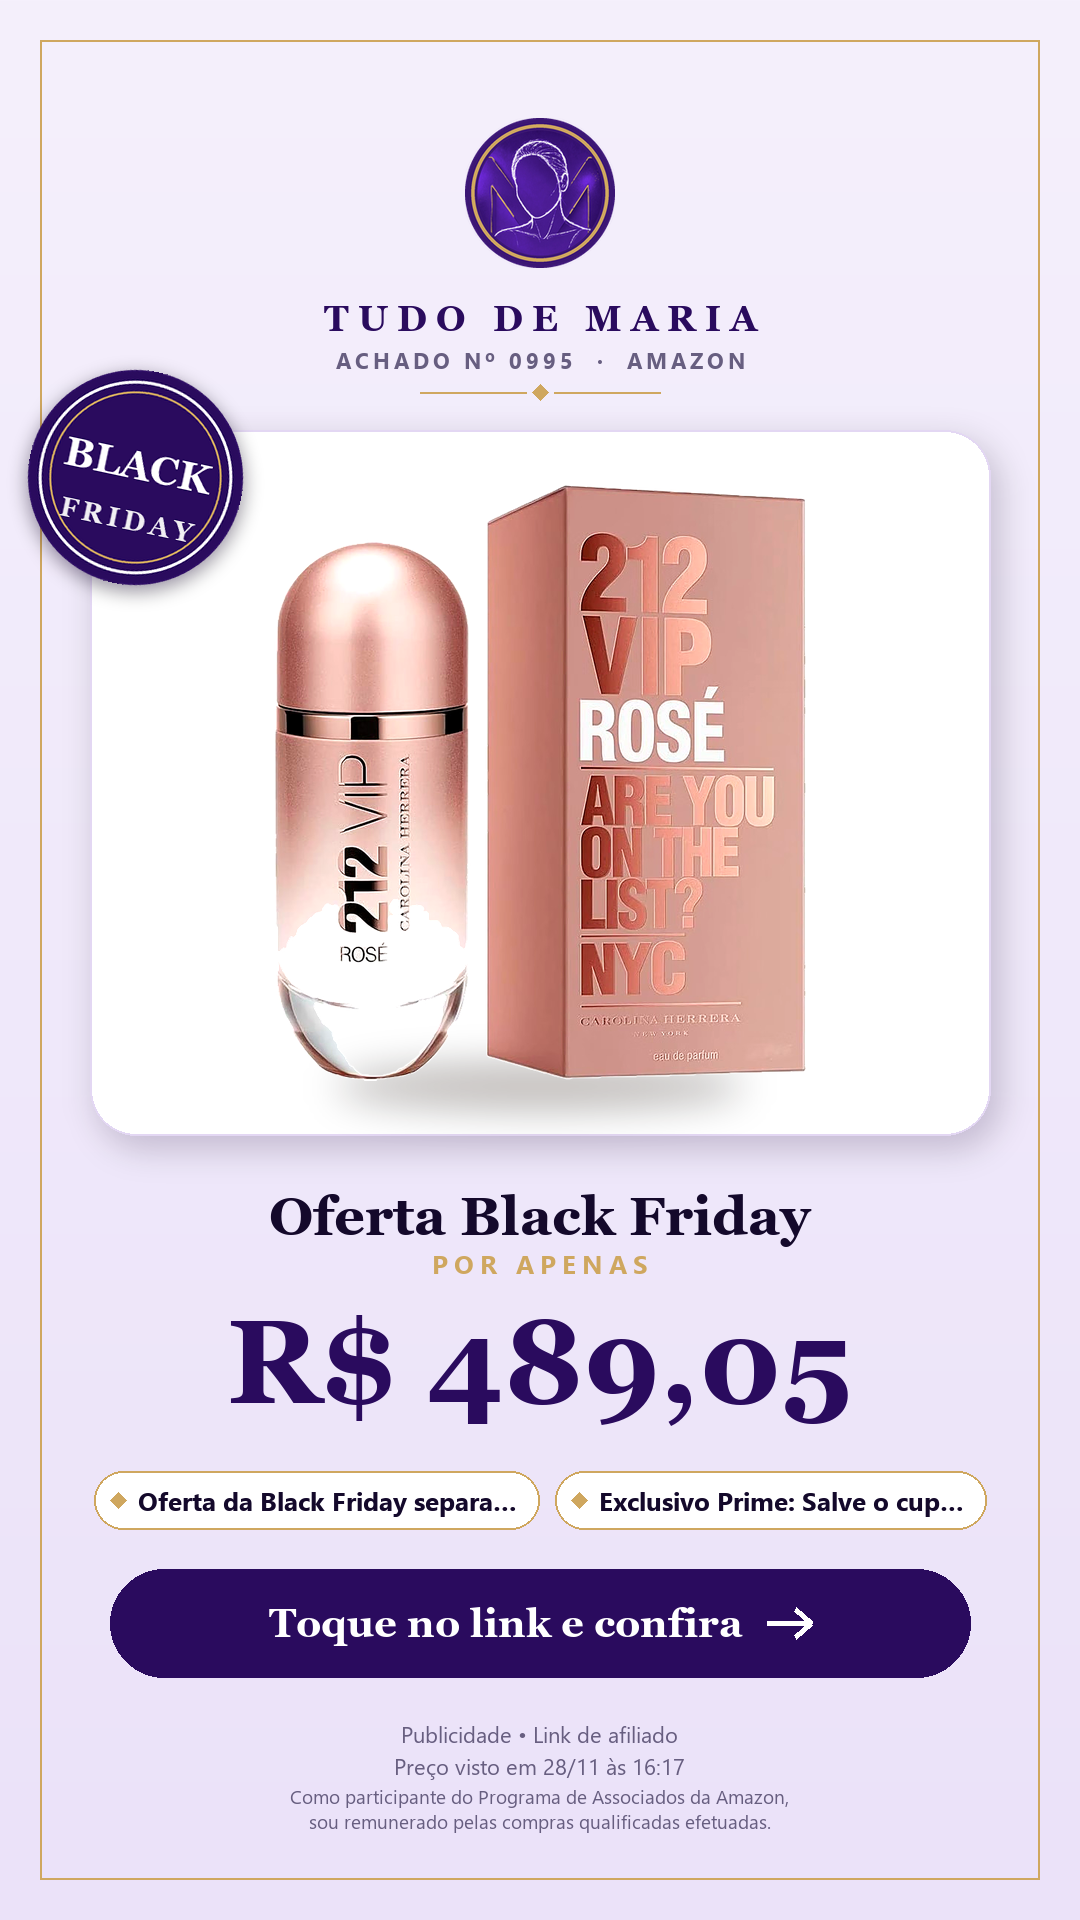 TUDO DE MARIA
ACHADO Nº 0995 · AMAZON
BLACK
FRIDAY
212
VIP
ROSÉ
ARE YOU
ON THE
LIST?
NYC
CAROLINA HERRERA
NEW YORK
eau de parfum
212 VIP
ROSÉ
CAROLINA HERRERA
Oferta Black Friday
POR APENAS
R$ 489,05
Oferta da Black Friday separa...
Exclusivo Prime: Salve o cup...
Toque no link e confira →
Publicidade • Link de afiliado
Preço visto em 28/11 às 16:17
Como participante do Programa de Associados da Amazon,
sou remunerado pelas compras qualificadas efetuadas.